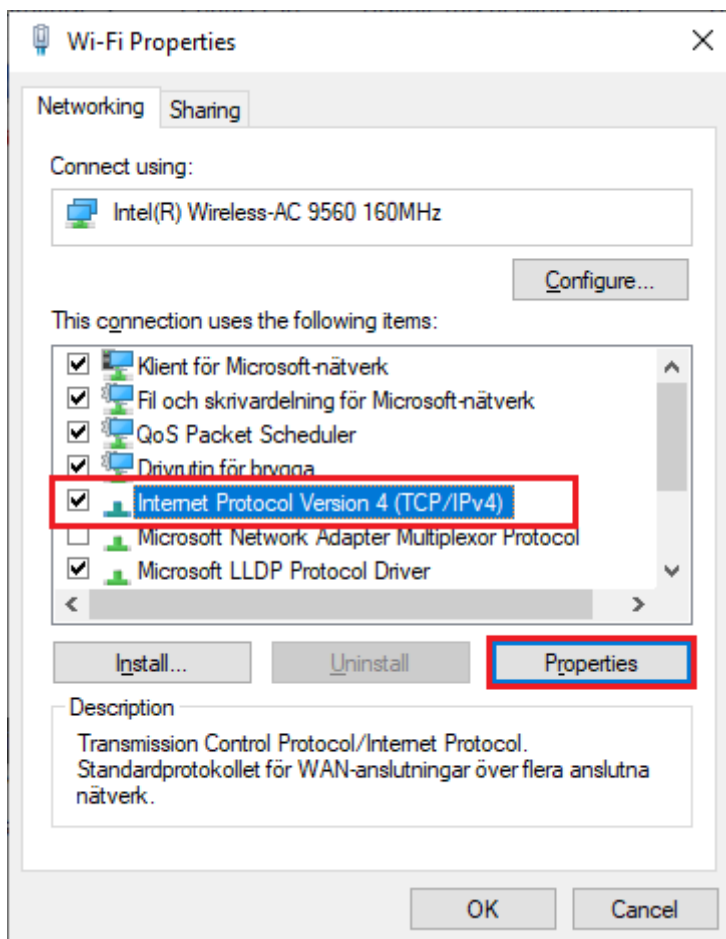 Wi-Fi Properties
Networking
Sharing
Connect using:
Intel(R) Wireless-AC 9560 160MHz
Configure...
This connection uses the following items:
Klient för Microsoft-nätverk
Fil och skrivardelning för Microsoft-nätverk
QoS Packet Scheduler
Drivrutin för brygga
Internet Protocol Version 4 (TCP/IPv4)
Microsoft Network Adapter Multiplexor Protocol
Microsoft LLDP Protocol Driver
Install...
Uninstall
Properties
Description
Transmission Control Protocol/Internet Protocol.
Standardprotokollet för WAN-anslutningar över flera anslutna
nätverk.
OK
Cancel